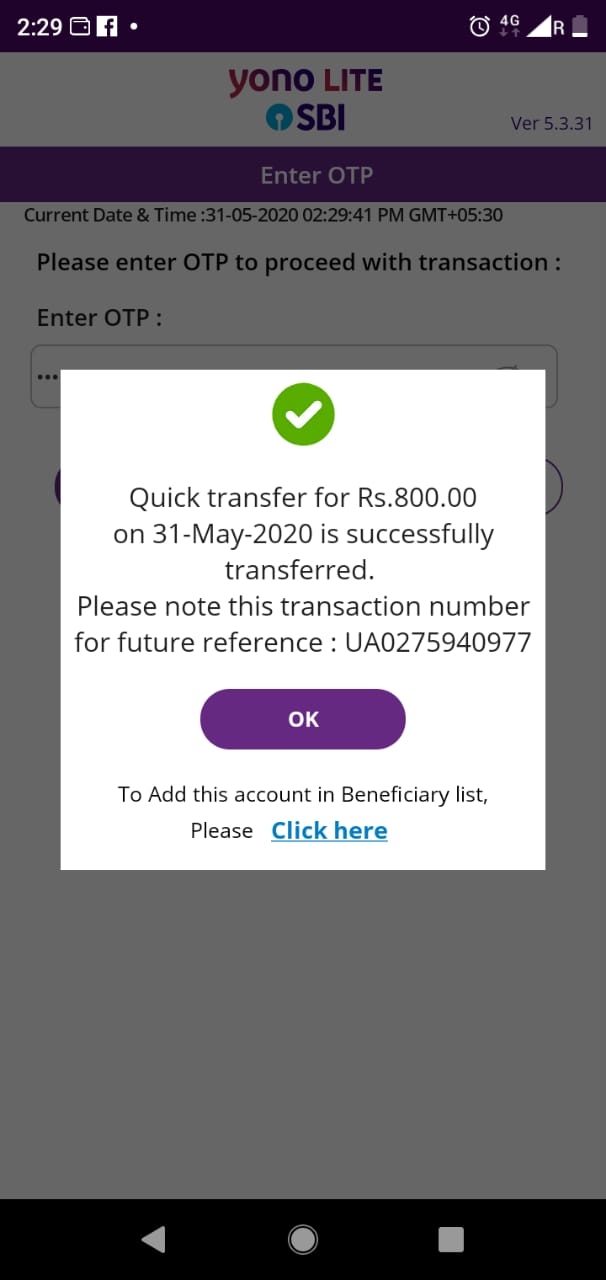 2:29
4G
R
yono LITE
SBI
Ver 5.3.31
Enter OTP
Current Date & Time :31-05-2020 02:29:41 PM GMT+05:30
Please enter OTP to proceed with transaction :
Enter OTP :
•••
Quick transfer for Rs.800.00
on 31-May-2020 is successfully
transferred.
Please note this transaction number
for future reference : UA0275940977
OK
To Add this account in Beneficiary list,
Please Click here